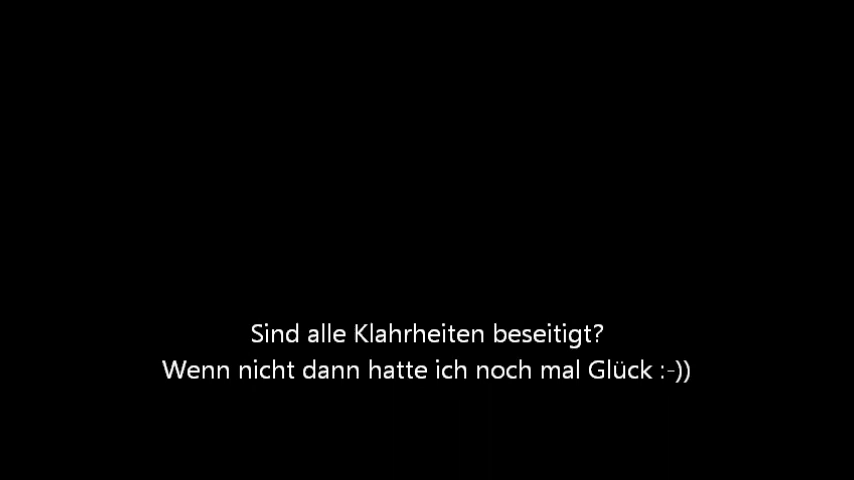 Sind alle Klahrheiten beseitigt?
Wenn nicht dann hatte ich noch mal Glück :-))